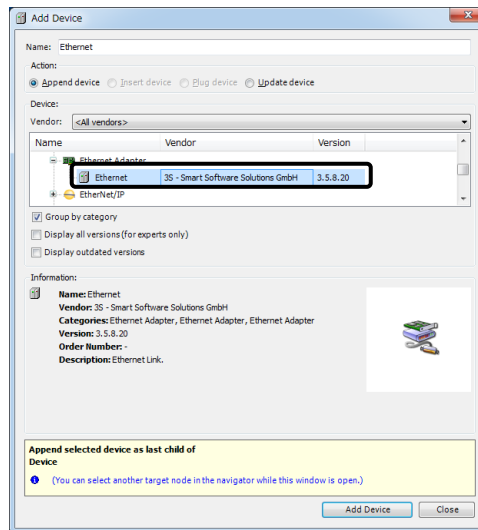 Add Device
Name: Ethernet
Action:
Append device Insert device Plug device Update device
Device:
Vendor: <All vendors>
Name Vendor Version
Ethernet Adapter
Ethernet 3S - Smart Software Solutions GmbH 3.5.8.20
EtherNet/IP
Group by category
Display all versions (for experts only)
Display outdated versions
Information:
Name: Ethernet
Vendor: 3S - Smart Software Solutions GmbH
Categories: Ethernet Adapter, Ethernet Adapter, Ethernet Adapter
Version: 3.5.8.20
Order Number: -
Description: Ethernet Link.
Append selected device as last child of
Device
(You can select another target node in the navigator while this window is open.)
Add Device Close